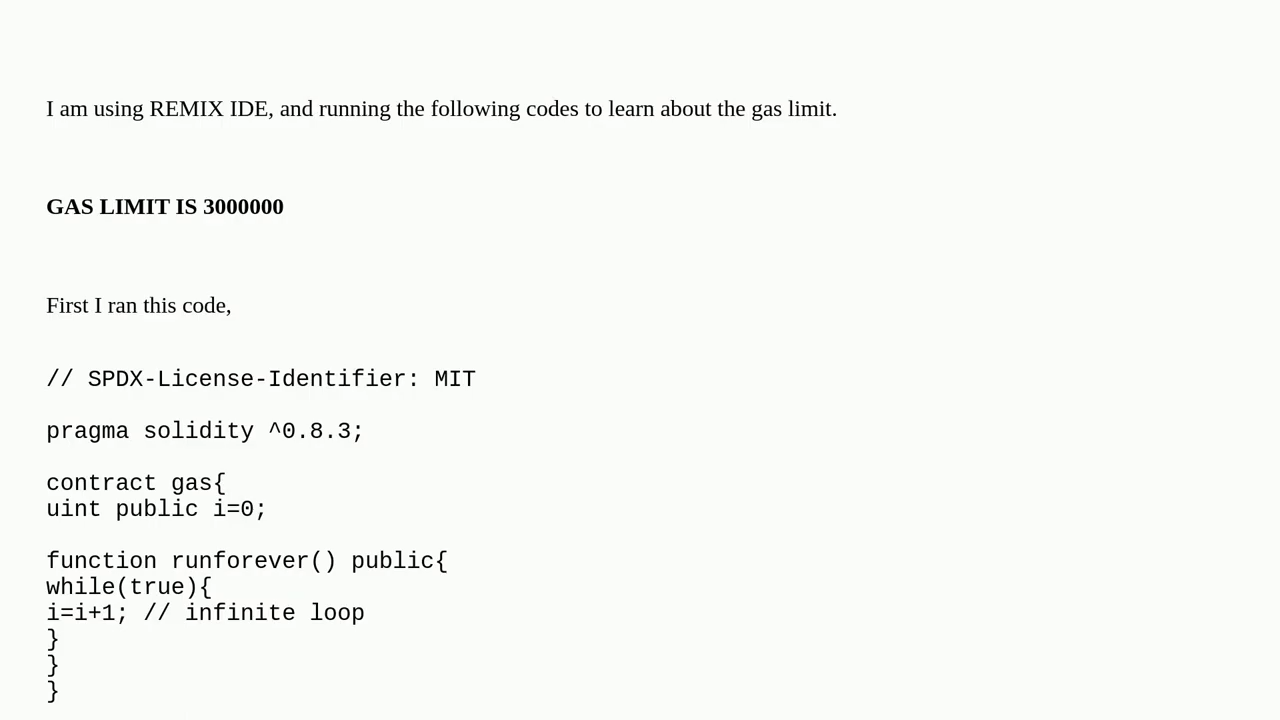 I am using REMIX IDE, and running the following codes to learn about the gas limit.
GAS LIMIT IS 3000000
First I ran this code,
// SPDX-License-Identifier: MIT
pragma solidity ^0.8.3;
contract gas{
uint public i=0;
function runforever() public{
while(true){
i=i+1; // infinite loop
}
}
}